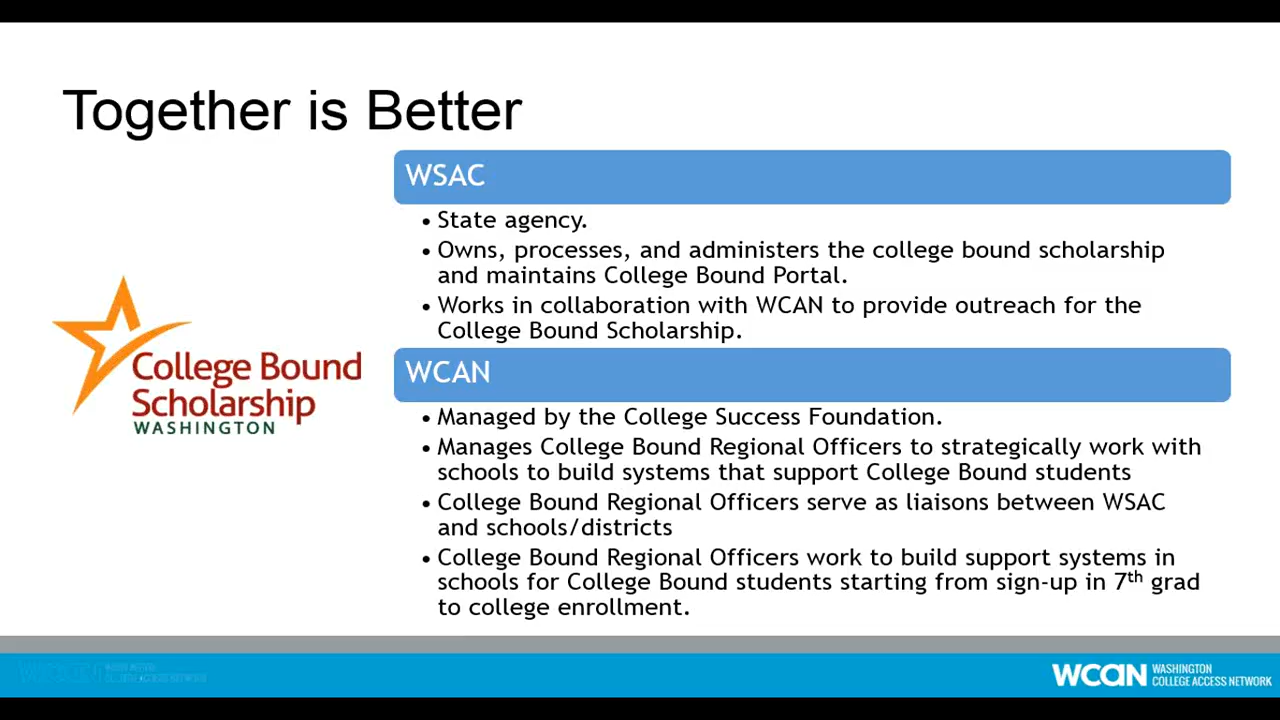 Together is Better
WSAC
• State agency.
• Owns, processes, and administers the college bound scholarship
and maintains College Bound Portal.
• Works in collaboration with WCAN to provide outreach for the
College Bound Scholarship.
College Bound
Scholarship
WASHINGTON
WCAN
• Managed by the College Success Foundation.
• Manages College Bound Regional Officers to strategically work with
schools to build systems that support College Bound students
• College Bound Regional Officers serve as liaisons between WSAC
and schools/districts
• College Bound Regional Officers work to build support systems in
schools for College Bound students starting from sign-up in 7th grad
to college enrollment.
WCAN WASHINGTON
COLLEGE ACCESS NETWORK